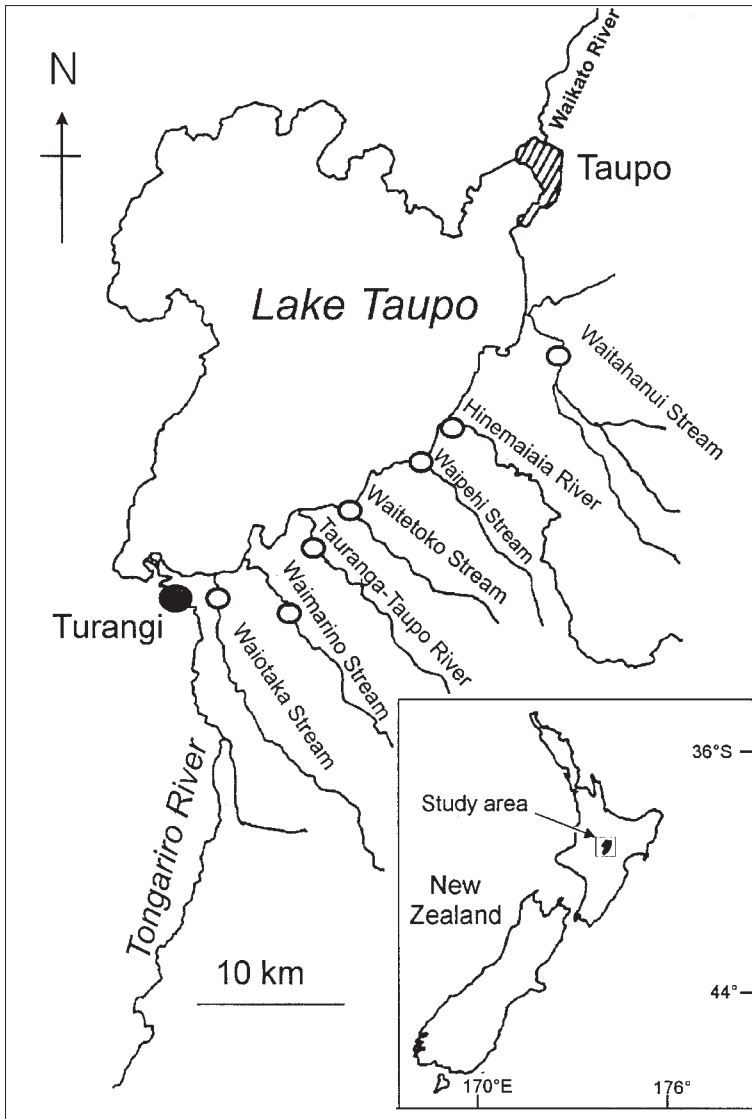 N
Waikato River
Taupo
Lake Taupo
Waitahanui Stream
Hinemaiaia River
Waipehi Stream
Waitetoko Stream
Tauranga-Taupo River
Waimarino Stream
Waiotaka Stream
Turangi
Tongariro River
10 km
36°S
Study area
New
Zealand
44°
170°E
176°